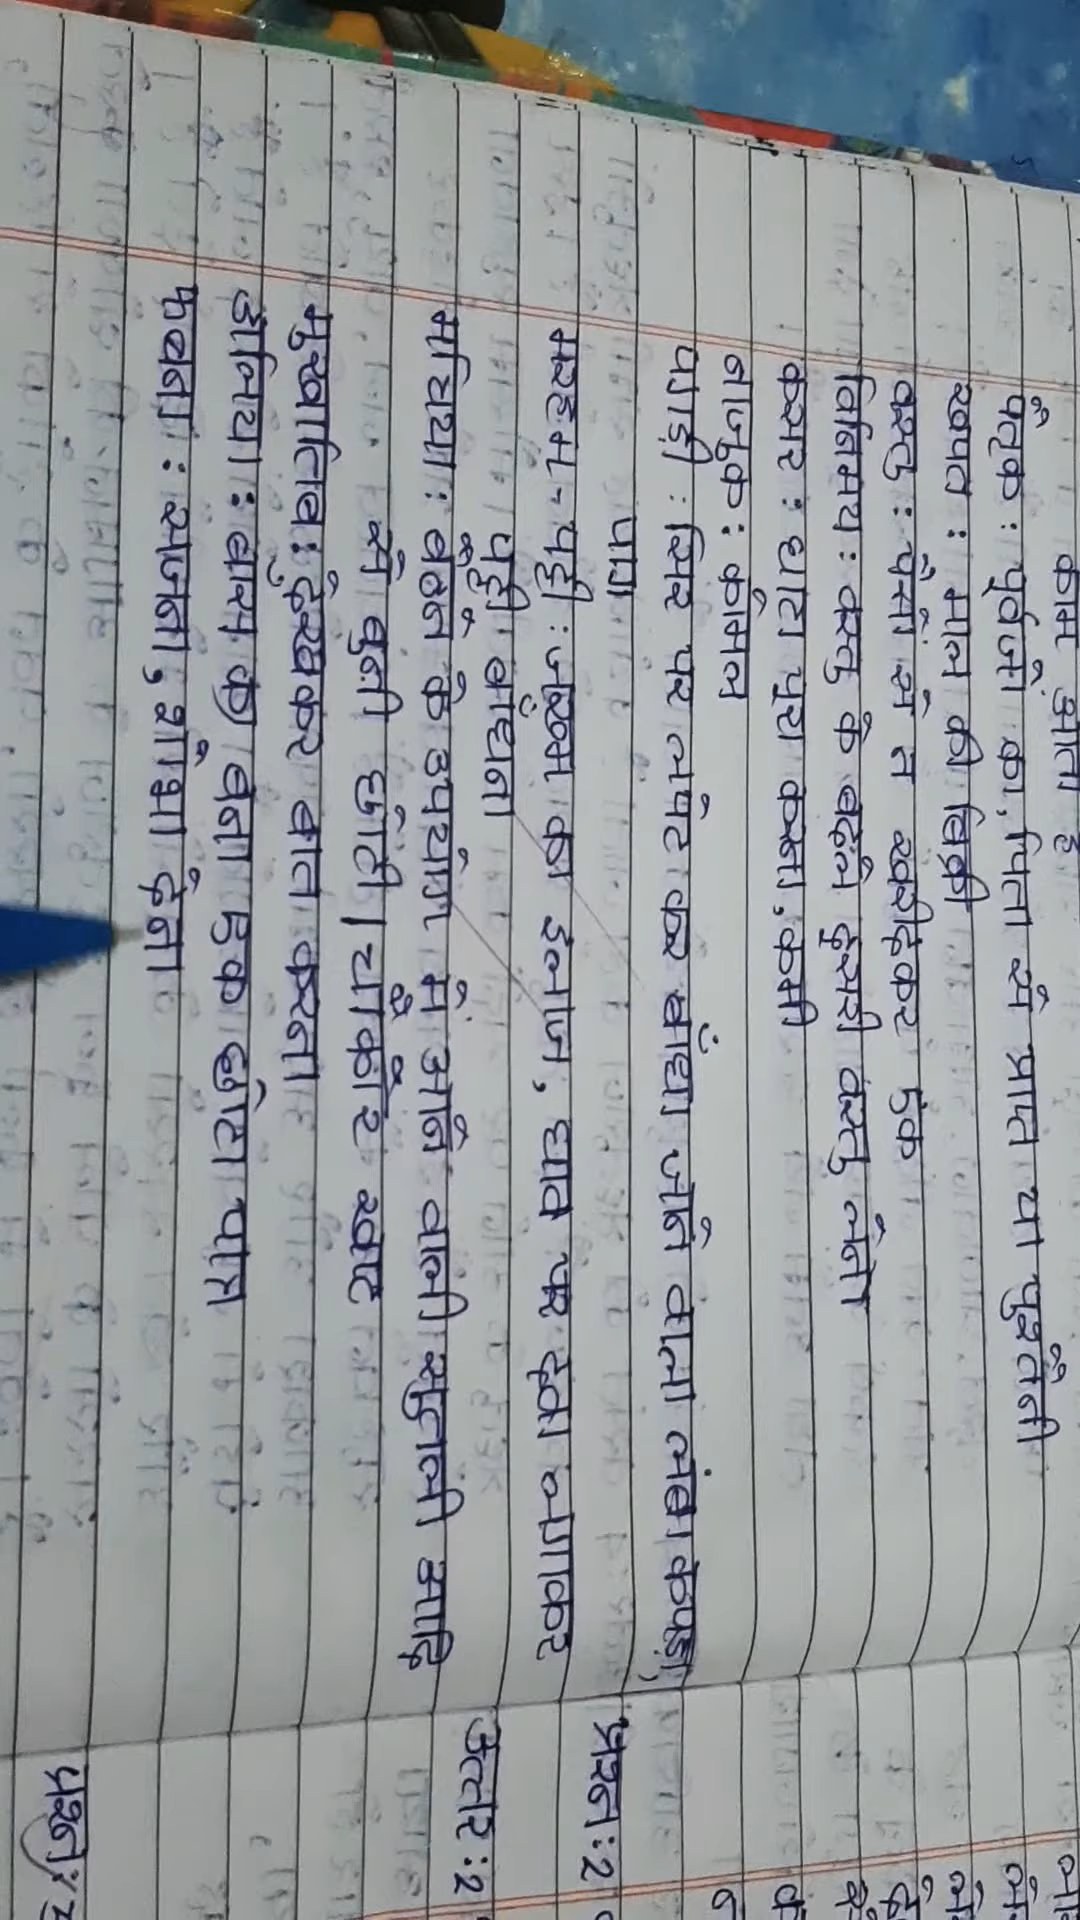 काम आता है
पैतृक : पूर्वजों का, पिता से प्राप्त या पुश्तैनी
खपत : माल की बिक्री
वस्तु : पैसों से न खरीदकर एक
विनिमय : वस्तु के बदले दूसरी वस्तु लेना
कसर : घाटा पूरा करना, कमी
नाजुक : कोमल
पगड़ी : सिर पर लपेट कर बांधा जाने वाला लंबा कपड़ा,
पाग
मरहम - पट्टी : जख्म का इलाज, घाव पर दवा लगाकर
पट्टी बांधना
मचिया : बैठने के उपयोग में आने वाली सुतली आदि
से बुनी छोटी / चौकोर खाट
मुखातिब : देखकर बात करना
डलिया : बांस का बना एक छोटा पात्र
फबना : सजना, शोभा देना
प्रश्न : 2
उत्तर : 2
प्रश्न :